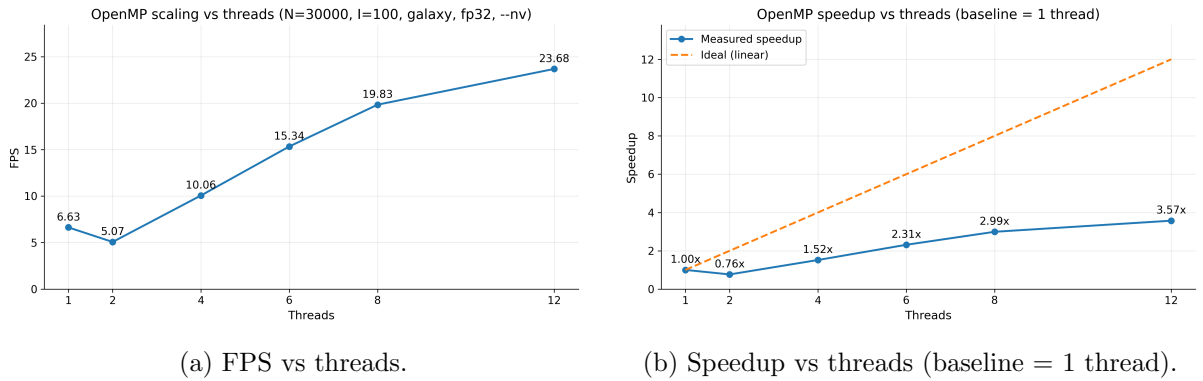 OpenMP scaling vs threads (N=30000, I=100, galaxy, fp32, --nv)
FPS
25
20
15
10
5
0
6.63
5.07
10.06
15.34
19.83
23.68
1 2 4 6 8 12
Threads
(a) FPS vs threads.
OpenMP speedup vs threads (baseline = 1 thread)
Measured speedup
Ideal (linear)
Speedup
12
10
8
6
4
2
0
1.00x
0.76x
1.52x
2.31x
2.99x
3.57x
1 2 4 6 8 12
Threads
(b) Speedup vs threads (baseline = 1 thread).